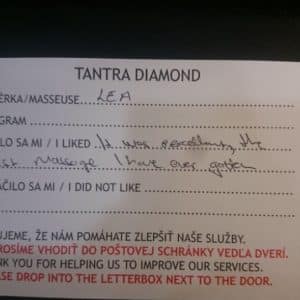 TANTRA DIAMOND
ÉRKA/MASSEUSE LEA
GRAM
LO SA MI / I LIKED It was excellent, the
st massage I have ever gotten
ČILO SA MI / I DID NOT LIKE
UJEME, ŽE NÁM POMÁHATE ZLEPŠIŤ NAŠE SLUŽBY.
ROSÍME VHODIŤ DO POŠTOVEJ SCHRÁNKY VEDĽA DVERÍ.
NK YOU FOR HELPING US TO IMPROVE OUR SERVICES.
ASE DROP INTO THE LETTERBOX NEXT TO THE DOOR.